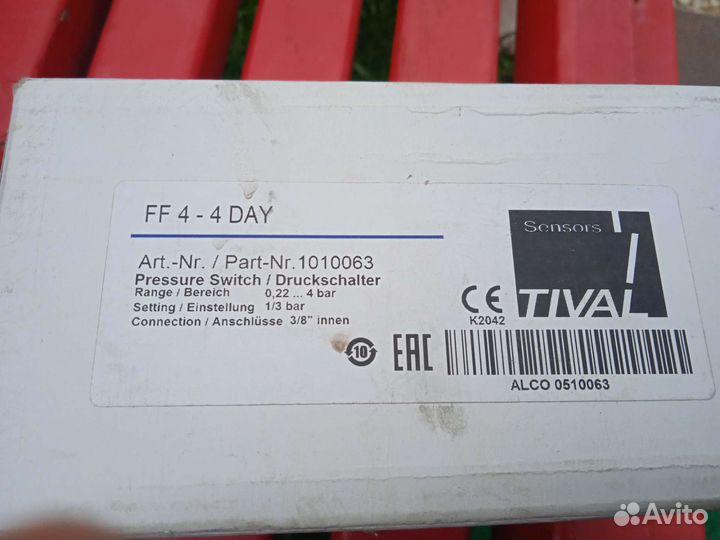 FF 4 - 4 DAY
Art.-Nr. / Part-Nr.1010063
Pressure Switch / Druckschalter
Range / Bereich 0,22 ... 4 bar
Setting / Einstellung 1/3 bar
Connection / Anschlüsse 3/8" innen
10
EAC
CE
K2042
Sensors
TIVAL
ALCO 0510063
Avito